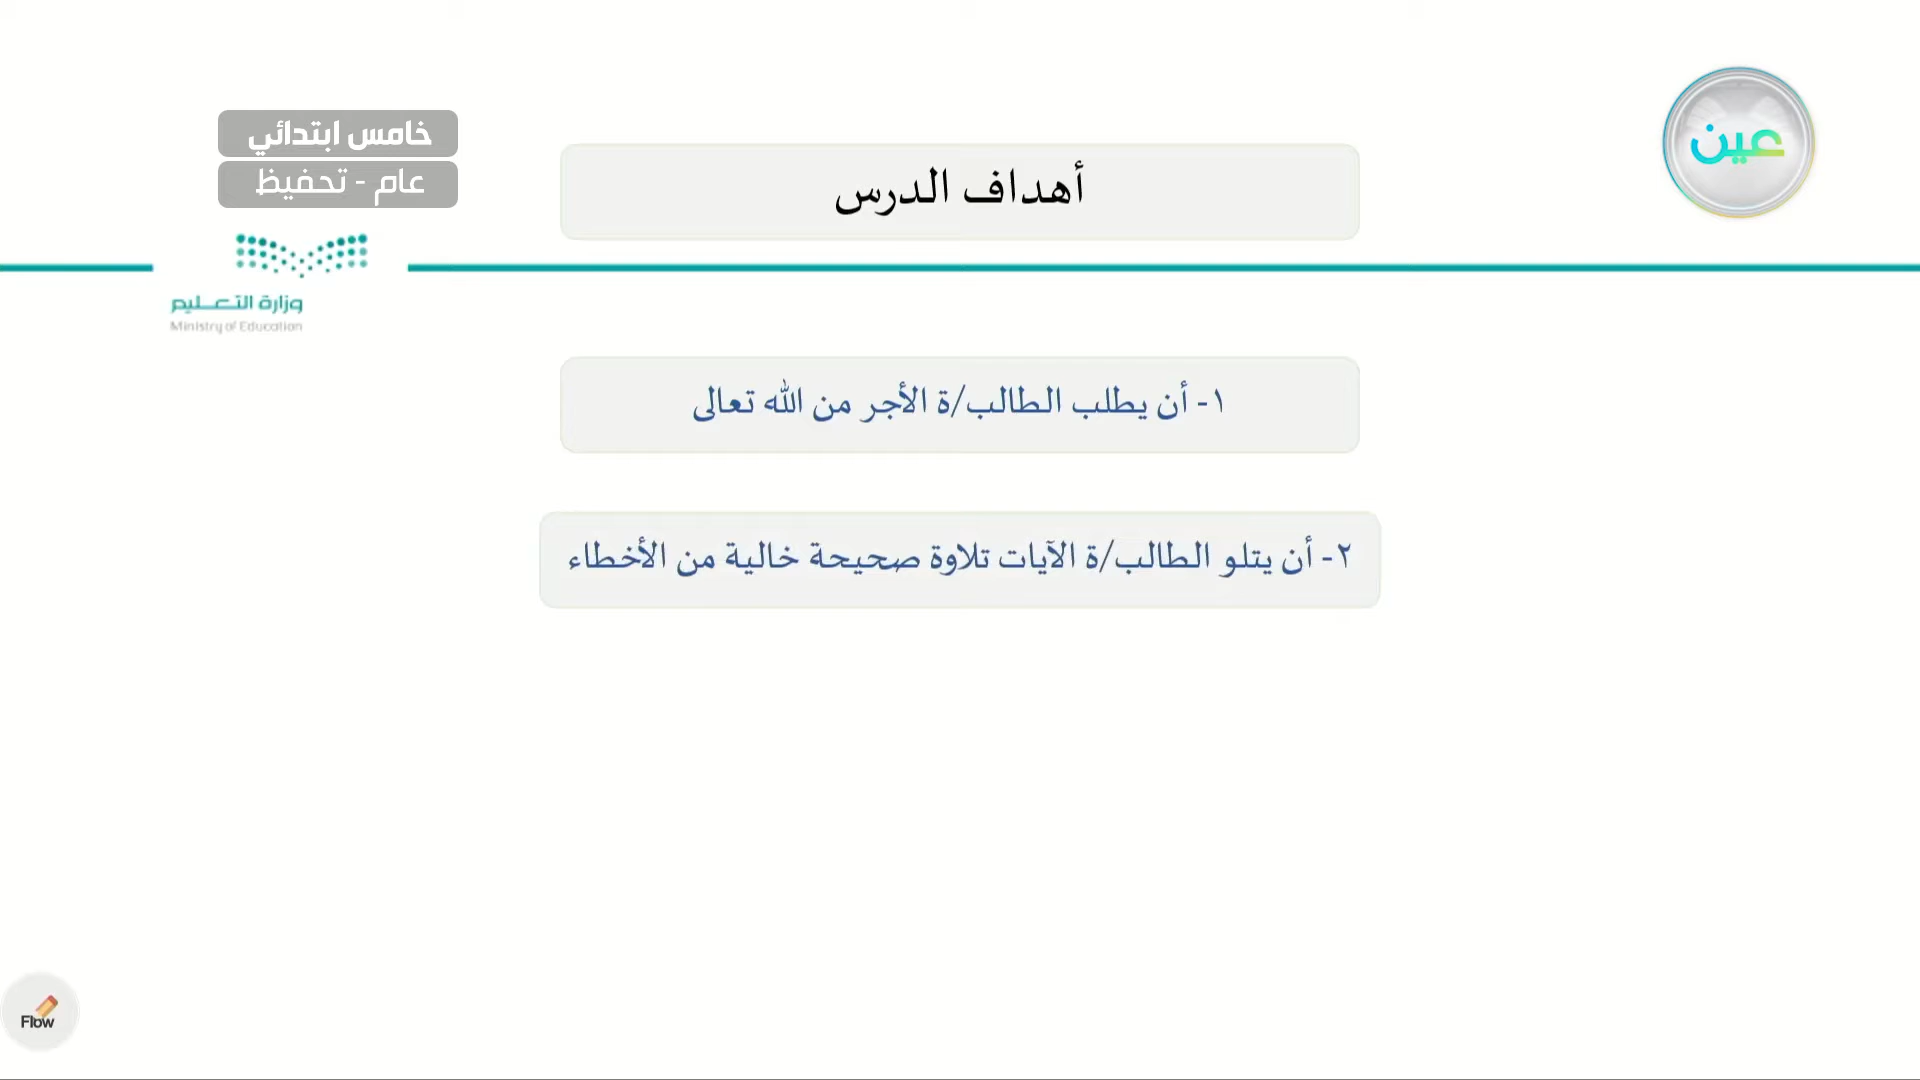 عين
خامس ابتدائي
عام - تحفيظ
أهداف الدرس
وزارة التعليم
Ministry of Education
١- أن يطلب الطالب/ة الأجر من الله تعالى
٢- أن يتلو الطالب/ة الآيات تلاوة صحيحة خالية من الأخطاء
Flow